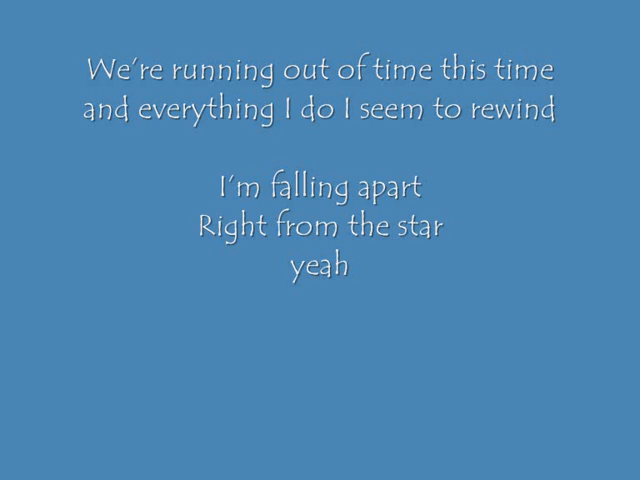 We're running out of time this time
and everything I do I seem to rewind
I'm falling apart
Right from the star
yeah